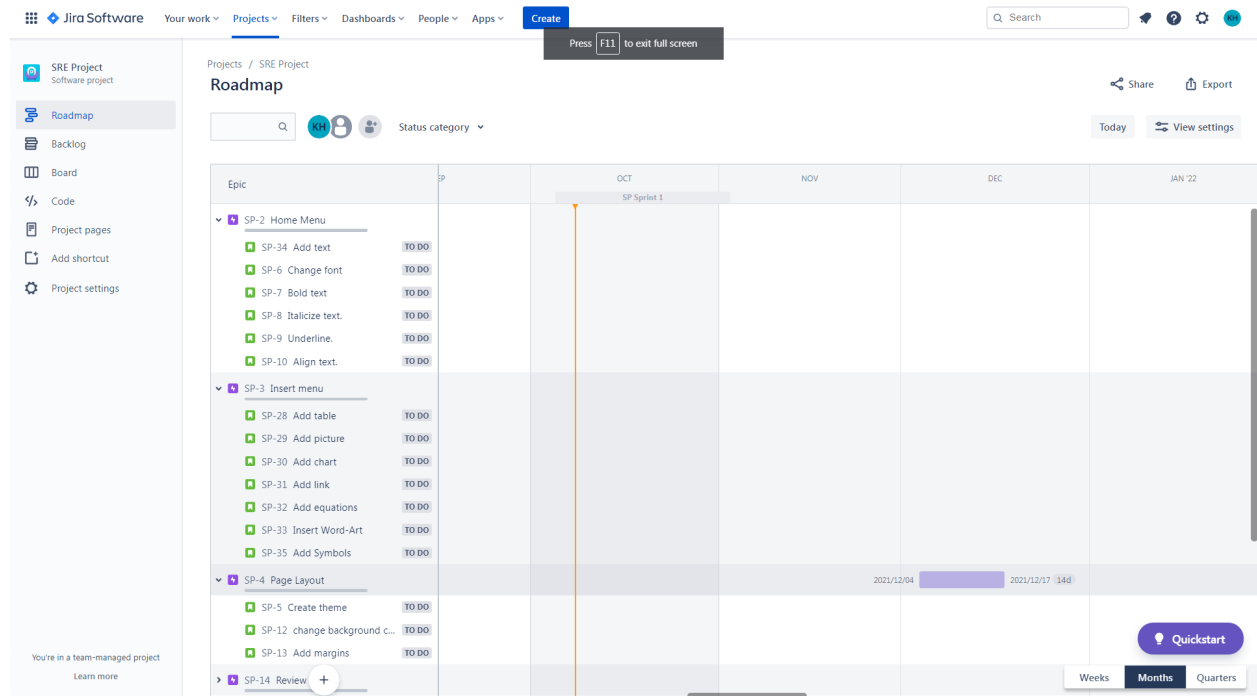 Jira Software Your work Projects Filters Dashboards People Apps Create Search KH
Press F11 to exit full screen
SRE Project
Software project
Roadmap
Backlog
Board
Code
Project pages
Add shortcut
Project settings
You're in a team-managed project
Learn more
Projects / SRE Project
Roadmap
Share Export
KH Status category Today View settings
Epic
EP OCT NOV DEC JAN '22
SP Sprint 1
SP-2 Home Menu
SP-34 Add text TO DO
SP-6 Change font TO DO
SP-7 Bold text TO DO
SP-8 Italicize text. TO DO
SP-9 Underline. TO DO
SP-10 Align text. TO DO
SP-3 Insert menu
SP-28 Add table TO DO
SP-29 Add picture TO DO
SP-30 Add chart TO DO
SP-31 Add link TO DO
SP-32 Add equations TO DO
SP-33 Insert Word-Art TO DO
SP-35 Add Symbols TO DO
SP-4 Page Layout 2021/12/04 2021/12/17 14d
SP-5 Create theme TO DO
SP-12 change background c... TO DO
SP-13 Add margins TO DO
SP-14 Review
Quickstart
Weeks Months Quarters